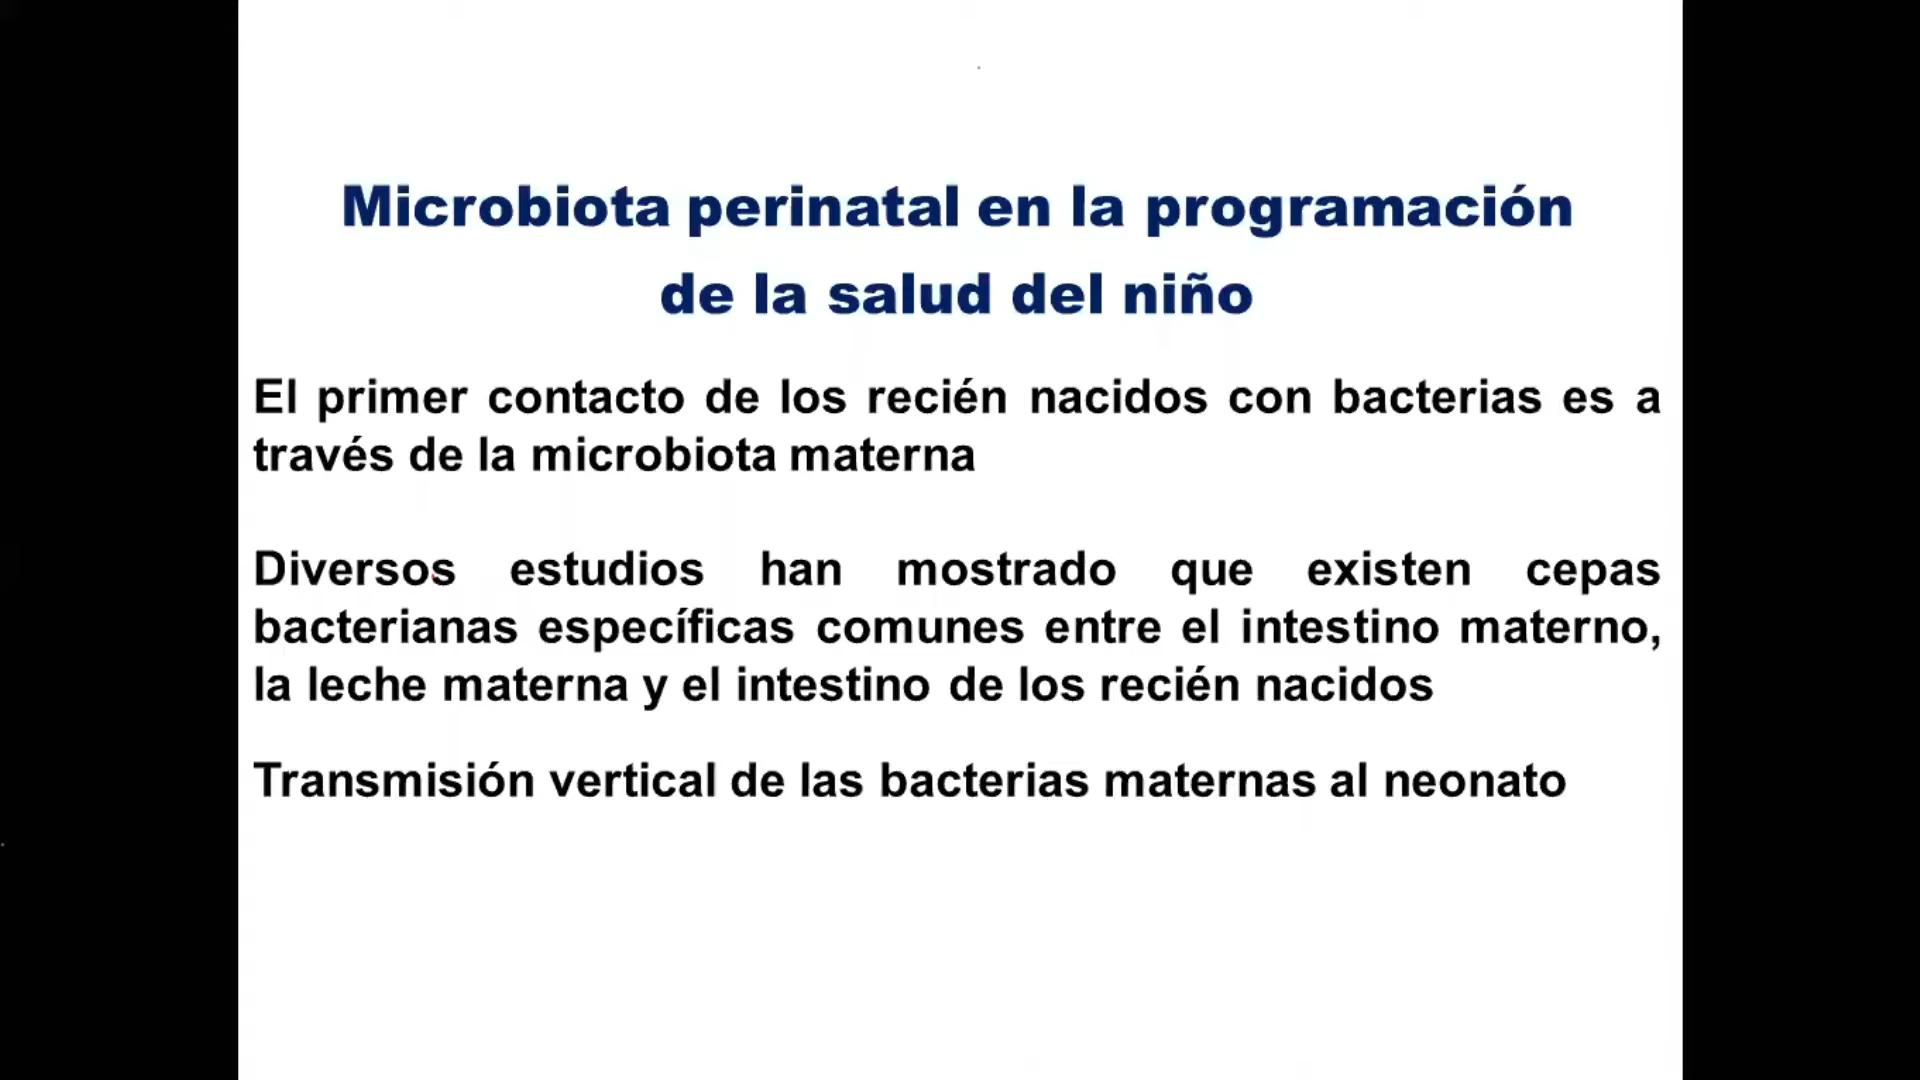 Microbiota perinatal en la programación
de la salud del niño
El primer contacto de los recién nacidos con bacterias es a
través de la microbiota materna
Diversos estudios han mostrado que existen cepas
bacterianas específicas comunes entre el intestino materno,
la leche materna y el intestino de los recién nacidos
Transmisión vertical de las bacterias maternas al neonato